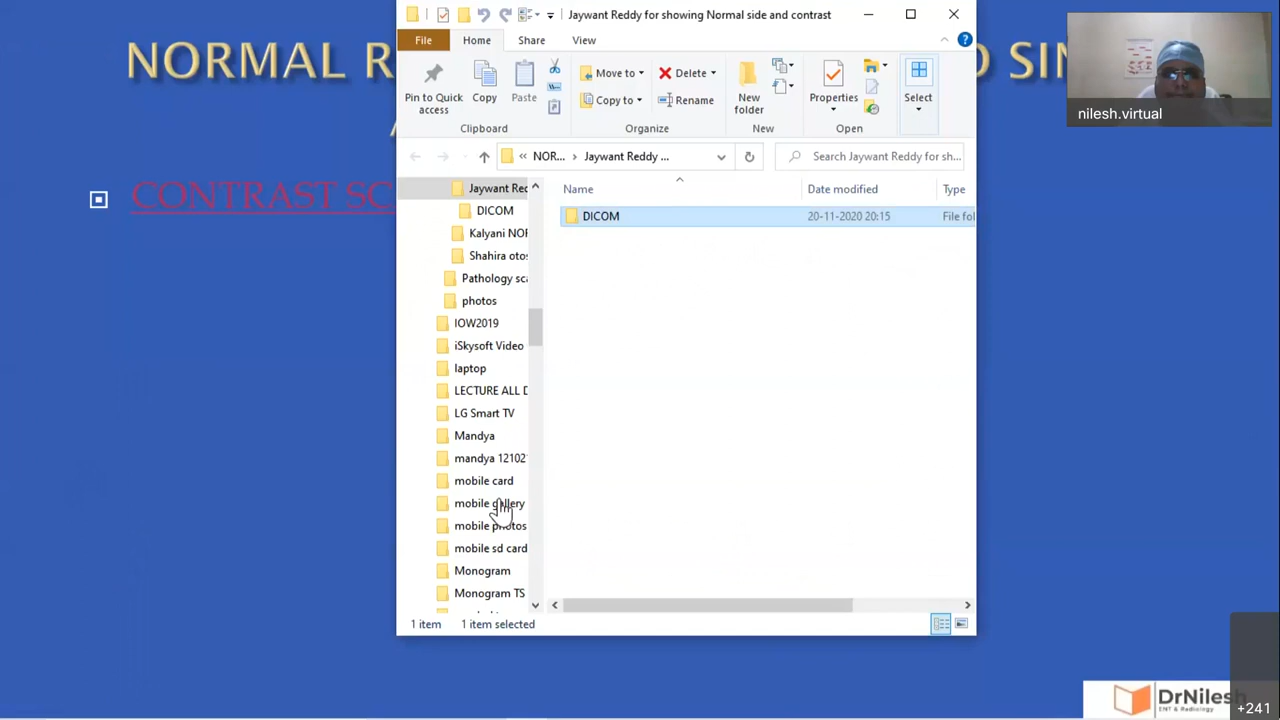 Jaywant Reddy for showing Normal side and contrast
NORMAL R
SIN
CONTRAST SC
File Home Share View
Pin to Quick access
Copy
Paste
Clipboard
Move to
Copy to
Delete
Rename
Organize
New folder
New
Properties
Open
Select
NOR... Jaywant Reddy ...
Search Jaywant Reddy for sh...
Name Date modified Type
DICOM 20-11-2020 20:15 File fol
Jaywant Red
DICOM
Kalyani NOR
Shahira otos
Pathology sca
photos
IOW2019
iSkysoft Video
laptop
LECTURE ALL D
LG Smart TV
Mandya
mandya 12102
mobile card
mobile gallery
mobile photos
mobile sd card
Monogram
Monogram TS
1 item 1 item selected
nilesh.virtual
DrNilesh
ENT & Radiology
+241